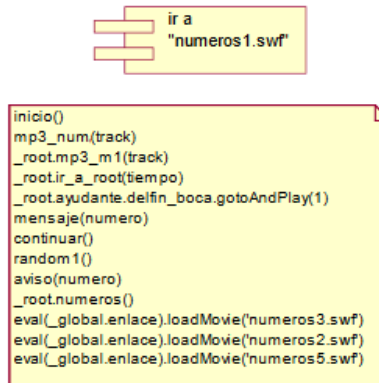 ir a
"numeros1.swf"
inicio()
mp3_num.(track)
_root.mp3_m1(track)
_root.ir_a_root(tiempo)
_root.ayudante.delfin_boca.gotoAndPlay(1)
mensaje(numero)
continuar()
random1()
aviso(numero)
_root.numeros()
eval(_global.enlace).loadMovie('numeros3.swf')
eval(_global.enlace).loadMovie('numeros2.swf')
eval(_global.enlace).loadMovie('numeros5.swf')